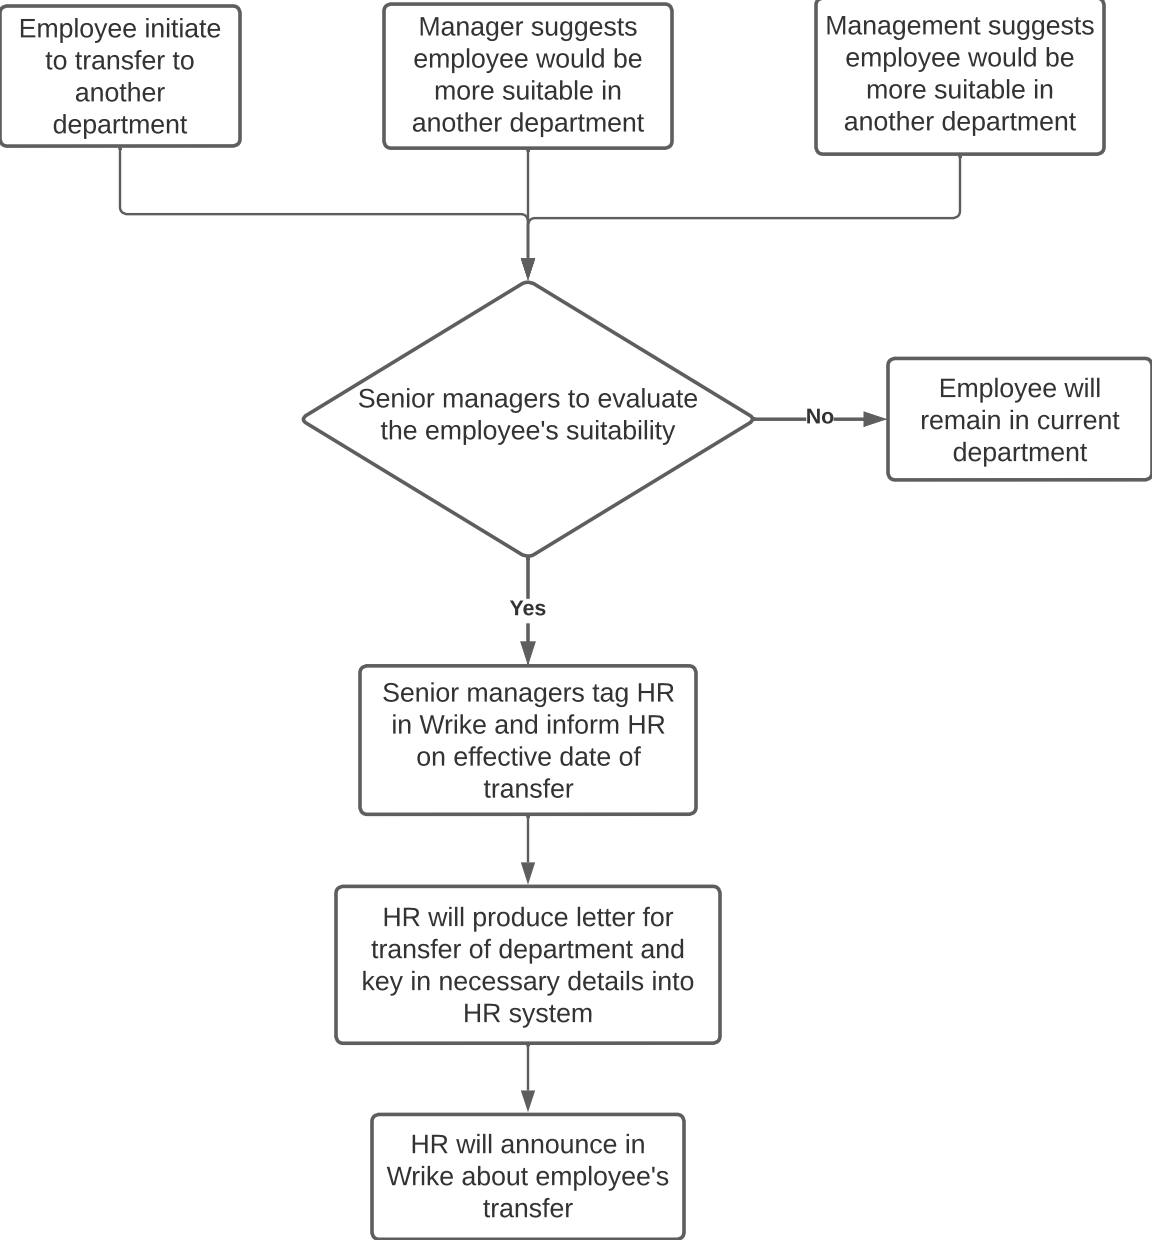 Employee initiate
to transfer to
another
department
Manager suggests
employee would be
more suitable in
another department
Management suggests
employee would be
more suitable in
another department
Senior managers to evaluate
the employee's suitability
No
Employee will
remain in current
department
Yes
Senior managers tag HR
in Wrike and inform HR
on effective date of
transfer
HR will produce letter for
transfer of department and
key in necessary details into
HR system
HR will announce in
Wrike about employee's
transfer